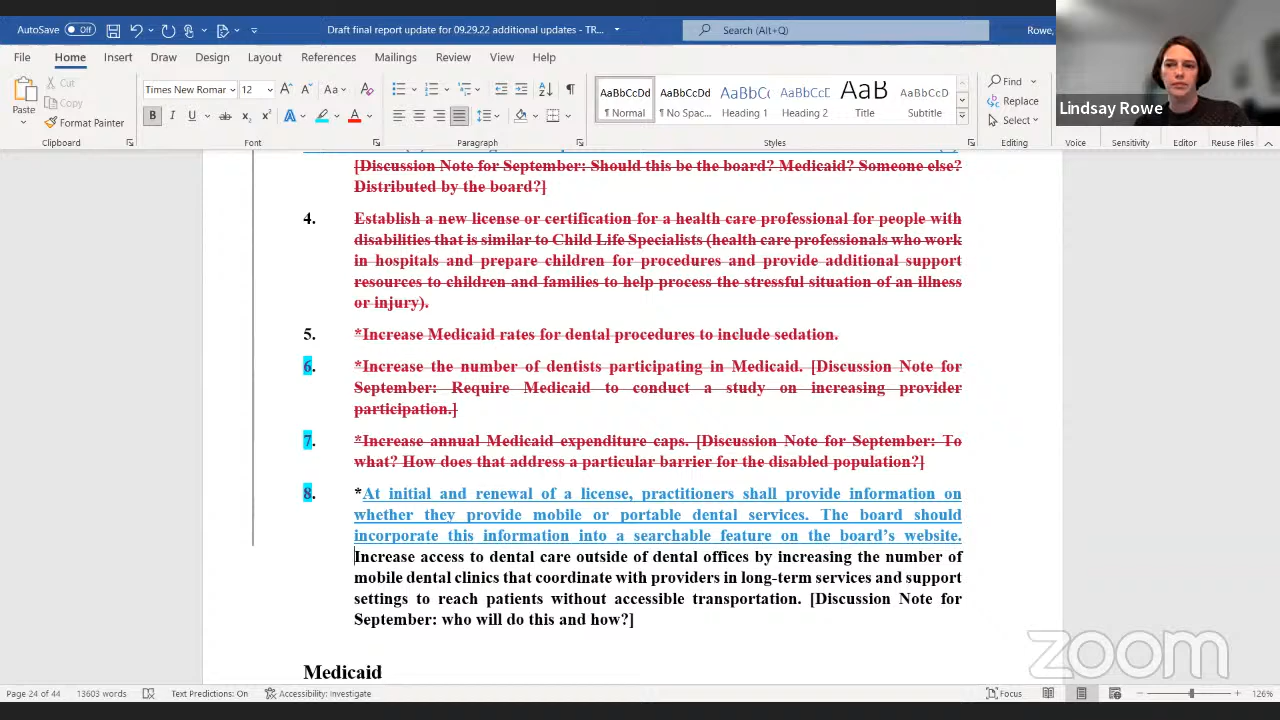 AutoSave Off Draft final report update for 09.29.22 additional updates - TR... Search (Alt+Q) Rowe,
File Home Insert Draw Design Layout References Mailings Review View Help
Lindsay Rowe
Paste Cut Copy Format Painter
Times New Roman 12
AaBbCcDd AaBbCcDd AaBbCc AaBbCcE AaB AaBbCcD
¶ Normal ¶ No Spac... Heading 1 Heading 2 Title Subtitle
Find Replace Select
Clipboard Font Paragraph Styles Editing Voice Sensitivity Editor Reuse Files
[Discussion Note for September: Should this be the board? Medicaid? Someone else?
Distributed by the board?]
4. Establish a new license or certification for a health care professional for people with
disabilities that is similar to Child Life Specialists (health care professionals who work
in hospitals and prepare children for procedures and provide additional support
resources to children and families to help process the stressful situation of an illness
or injury).
5. *Increase Medicaid rates for dental procedures to include sedation.
6. *Increase the number of dentists participating in Medicaid. [Discussion Note for
September: Require Medicaid to conduct a study on increasing provider
participation.]
7. *Increase annual Medicaid expenditure caps. [Discussion Note for September: To
what? How does that address a particular barrier for the disabled population?]
8. *At initial and renewal of a license, practitioners shall provide information on
whether they provide mobile or portable dental services. The board should
incorporate this information into a searchable feature on the board's website.
Increase access to dental care outside of dental offices by increasing the number of
mobile dental clinics that coordinate with providers in long-term services and support
settings to reach patients without accessible transportation. [Discussion Note for
September: who will do this and how?]
zoom
Medicaid
Page 24 of 44 13603 words Text Predictions: On Accessibility: Investigate Focus 126%